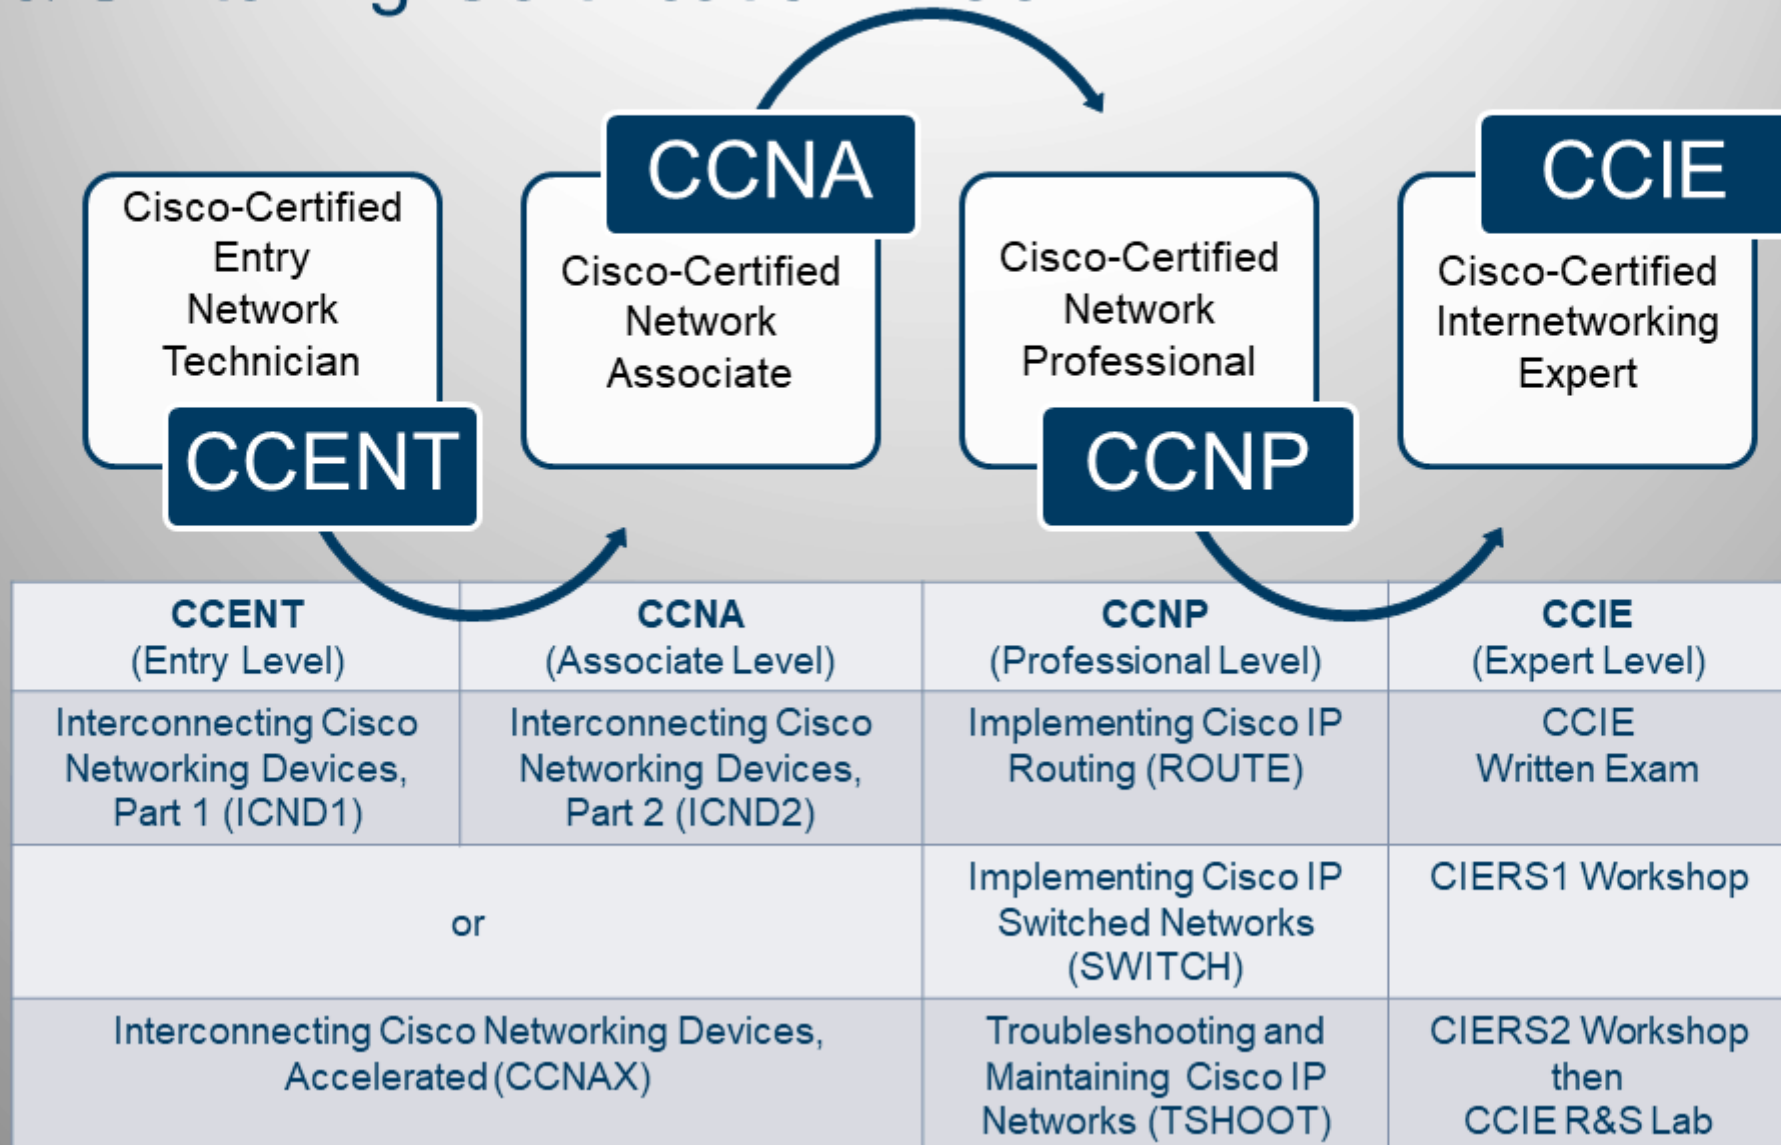 CCNA
CCIE
Cisco-Certified
Entry
Network
Technician
CCENT
Cisco-Certified
Network
Associate
Cisco-Certified
Network
Professional
CCNP
Cisco-Certified
Internetworking
Expert
CCENT
(Entry Level)
CCNA
(Associate Level)
CCNP
(Professional Level)
CCIE
(Expert Level)
Interconnecting Cisco
Networking Devices,
Part 1 (ICND1)
Interconnecting Cisco
Networking Devices,
Part 2 (ICND2)
Implementing Cisco IP
Routing (ROUTE)
CCIE
Written Exam
or
Implementing Cisco IP
Switched Networks
(SWITCH)
CIERS1 Workshop
Interconnecting Cisco Networking Devices,
Accelerated (CCNAX)
Troubleshooting and
Maintaining Cisco IP
Networks (TSHOOT)
CIERS2 Workshop
then
CCIE R&S Lab